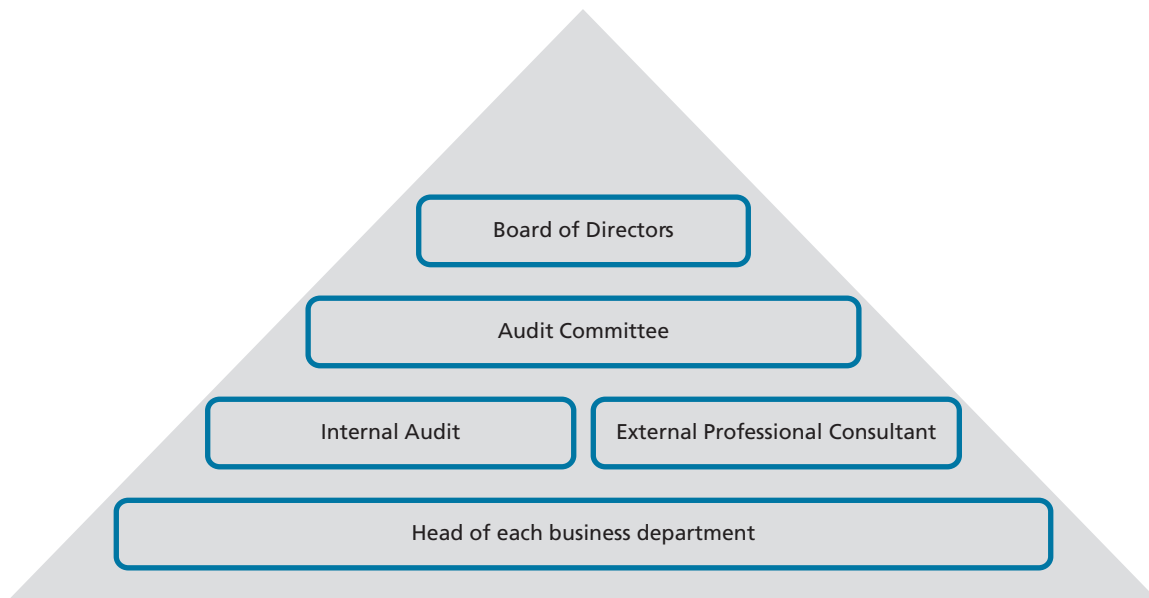 Board of Directors
Audit Committee
Internal Audit
External Professional Consultant
Head of each business department